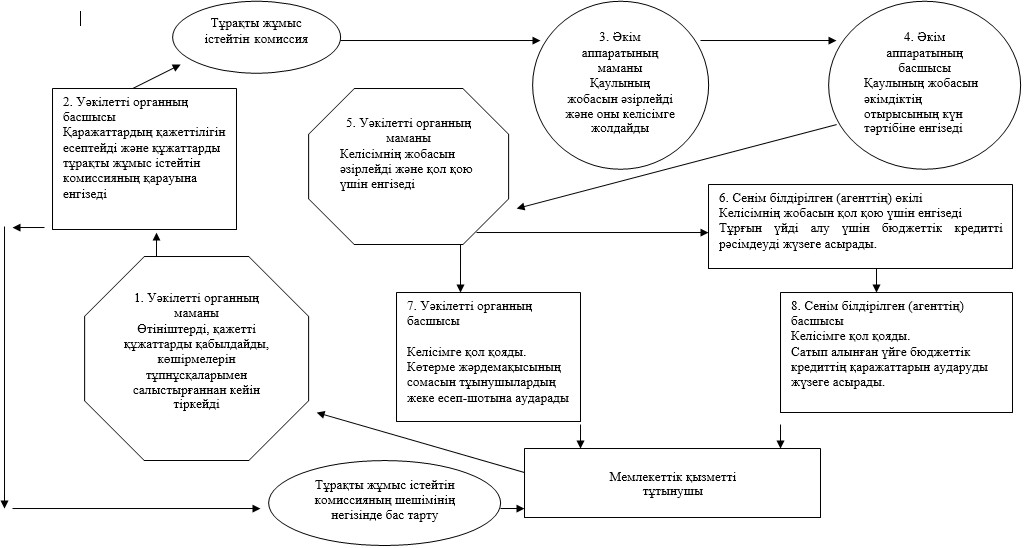 Тұрақты жұмыс
істейтін комиссия
3. Әкім
аппаратының
маманы
Қаулының
жобасын әзірлейді
және оны келісімге
жолдайды
4. Әкім
аппаратының
басшысы
Қаулының жобасын
әкімдіктің
отырысының күн
тәртібіне енгізеді
2. Уәкілетті органның
басшысы
Қаражаттардың қажеттілігін
есептейді және құжаттарды
тұрақты жұмыс істейтін
комиссияның қарауына
енгізеді
5. Уәкілетті органның
маманы
Келісімнің жобасын
әзірлейді және қол қою
үшін енгізеді
6. Сенім білдірілген (агенттің) өкілі
Келісімнің жобасын қол қою үшін енгізеді
Тұрғын үйді алу үшін бюджеттік кредитті
рәсімдеуді жүзеге асырады.
1. Уәкілетті органның
маманы
Өтініштерді, қажетті
құжаттарды қабылдайды,
көшірмелерін
тұпнұсқаларымен
салыстырғаннан кейін
тіркейді
7. Уәкілетті органның
басшысы
Келісімге қол қояды.
Көтерме жәрдемақысының
сомасын тұынушылардың
жеке есеп-шотына аударады
8. Сенім білдірілген (агенттің)
басшысы
Келісімге қол қояды.
Сатып алынған үйге бюджеттік
кредиттің қаражаттарын аударуды
жүзеге асырады.
Тұрақты жұмыс істейтін
комиссияның шешімінің
негізінде бас тарту
Мемлекеттік қызметті
тұтынушы